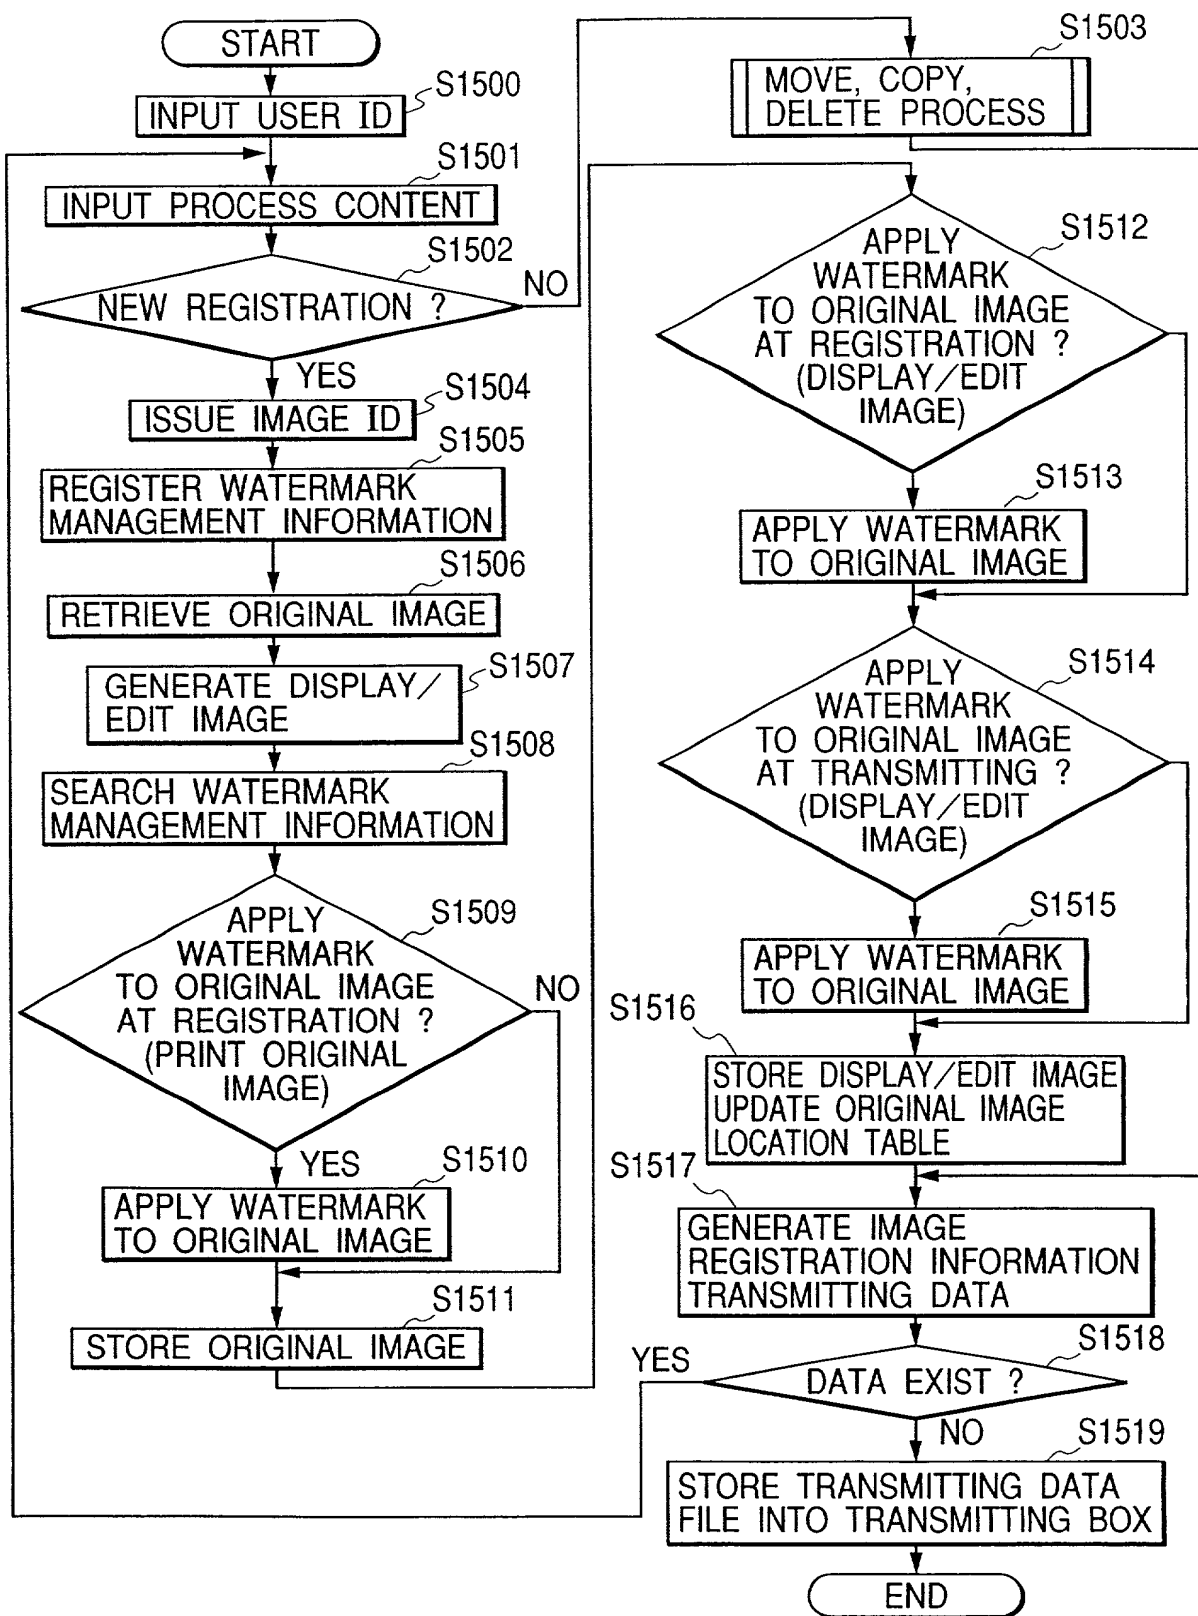 START
S1500
INPUT USER ID
S1501
INPUT PROCESS CONTENT
S1502
NEW REGISTRATION ?
NO
YES
S1504
ISSUE IMAGE ID
S1505
REGISTER WATERMARK
MANAGEMENT INFORMATION
S1506
RETRIEVE ORIGINAL IMAGE
S1507
GENERATE DISPLAY/
EDIT IMAGE
S1508
SEARCH WATERMARK
MANAGEMENT INFORMATION
S1509
APPLY
WATERMARK
TO ORIGINAL IMAGE
AT REGISTRATION ?
(PRINT ORIGINAL
IMAGE)
NO
YES
S1510
APPLY WATERMARK
TO ORIGINAL IMAGE
S1511
STORE ORIGINAL IMAGE
S1503
MOVE, COPY,
DELETE PROCESS
S1512
APPLY
WATERMARK
TO ORIGINAL IMAGE
AT REGISTRATION ?
(DISPLAY/EDIT
IMAGE)
S1513
APPLY WATERMARK
TO ORIGINAL IMAGE
S1514
APPLY
WATERMARK
TO ORIGINAL IMAGE
AT TRANSMITTING ?
(DISPLAY/EDIT
IMAGE)
S1515
APPLY WATERMARK
TO ORIGINAL IMAGE
S1516
STORE DISPLAY/EDIT IMAGE
UPDATE ORIGINAL IMAGE
LOCATION TABLE
S1517
GENERATE IMAGE
REGISTRATION INFORMATION
TRANSMITTING DATA
S1518
YES
DATA EXIST ?
NO
S1519
STORE TRANSMITTING DATA
FILE INTO TRANSMITTING BOX
END